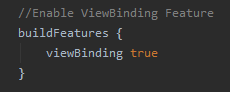 //Enable ViewBinding Feature
buildFeatures {
viewBinding true
}